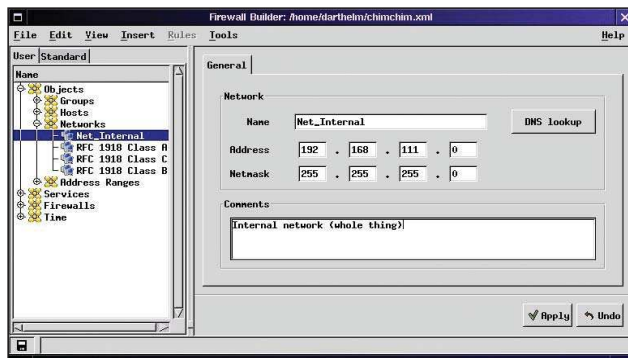 Firewall Builder: /home/darthelm/chimchim.xml
File Edit View Insert Rules Tools Help
User Standard
Name
Objects
Groups
Hosts
Networks
Net_Internal
RFC 1918 Class A
RFC 1918 Class C
RFC 1918 Class B
Address Ranges
Services
Firewalls
Time
General
Network
Name Net_Internal DNS lookup
Address 192 . 168 . 111 . 0
Netmask 255 . 255 . 255 . 0
Comments
Internal network (whole thing)
Apply Undo